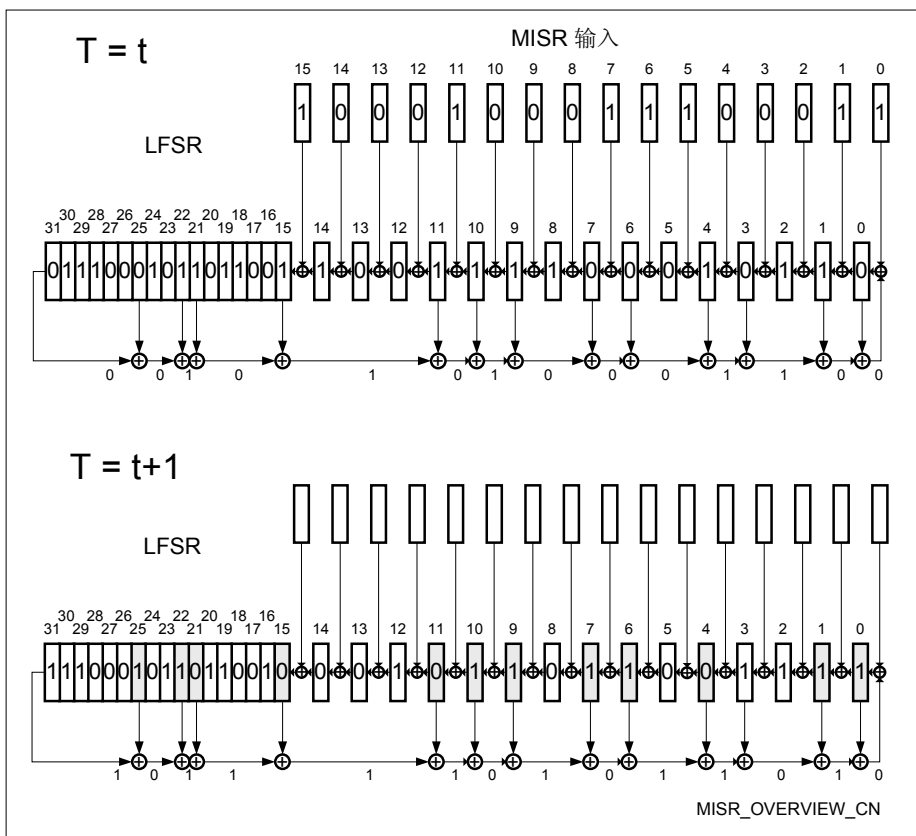 T = t
MISR 输入
15 14 13 12 11 10 9 8 7 6 5 4 3 2 1 0
1 0 0 0 1 0 0 0 1 1 1 0 0 0 1 1
LFSR
31 30 29 28 27 26 25 24 23 22 21 20 19 18 17 16 15 14 13 12 11 10 9 8 7 6 5 4 3 2 1 0
0 1 1 1 0 0 0 1 0 1 1 0 1 1 0 0 1 1 0 0 1 1 1 1 0 0 0 1 0 1 1 0
0 0 1 0 1 0 1 0 0 0 1 1 0 0
T = t+1
LFSR
31 30 29 28 27 26 25 24 23 22 21 20 19 18 17 16 15 14 13 12 11 10 9 8 7 6 5 4 3 2 1 0
1 1 1 0 0 0 1 0 1 1 0 1 1 0 0 1 0 0 0 1 0 1 1 0 1 1 0 0 1 1 1 1
1 0 1 1 1 1 0 1 0 1 1 0 1 0
MISR_OVERVIEW_CN